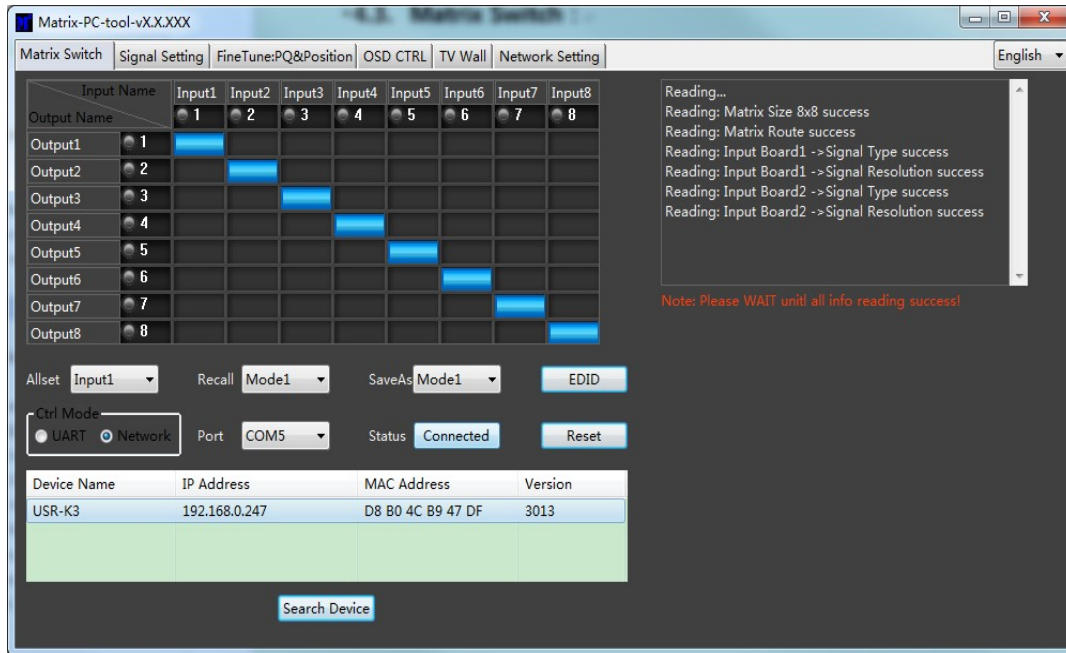 -4.3. Matrix Switch : -
Matrix-PC-tool-vX.X.XXX
Matrix Switch Signal Setting FineTune:PQ&Position OSD CTRL TV Wall Network Setting English
Input Name Input1 Input2 Input3 Input4 Input5 Input6 Input7 Input8
Output Name 1 2 3 4 5 6 7 8
Output1 1
Output2 2
Output3 3
Output4 4
Output5 5
Output6 6
Output7 7
Output8 8
Reading...
Reading: Matrix Size 8x8 success
Reading: Matrix Route success
Reading: Input Board1 ->Signal Type success
Reading: Input Board1 ->Signal Resolution success
Reading: Input Board2 ->Signal Type success
Reading: Input Board2 ->Signal Resolution success
Note: Please WAIT unitl all info reading success!
Allset Input1 Recall Mode1 SaveAs Mode1 EDID
Ctrl Mode
UART Network Port COM5 Status Connected Reset
Device Name IP Address MAC Address Version
USR-K3 192.168.0.247 D8 B0 4C B9 47 DF 3013
Search Device